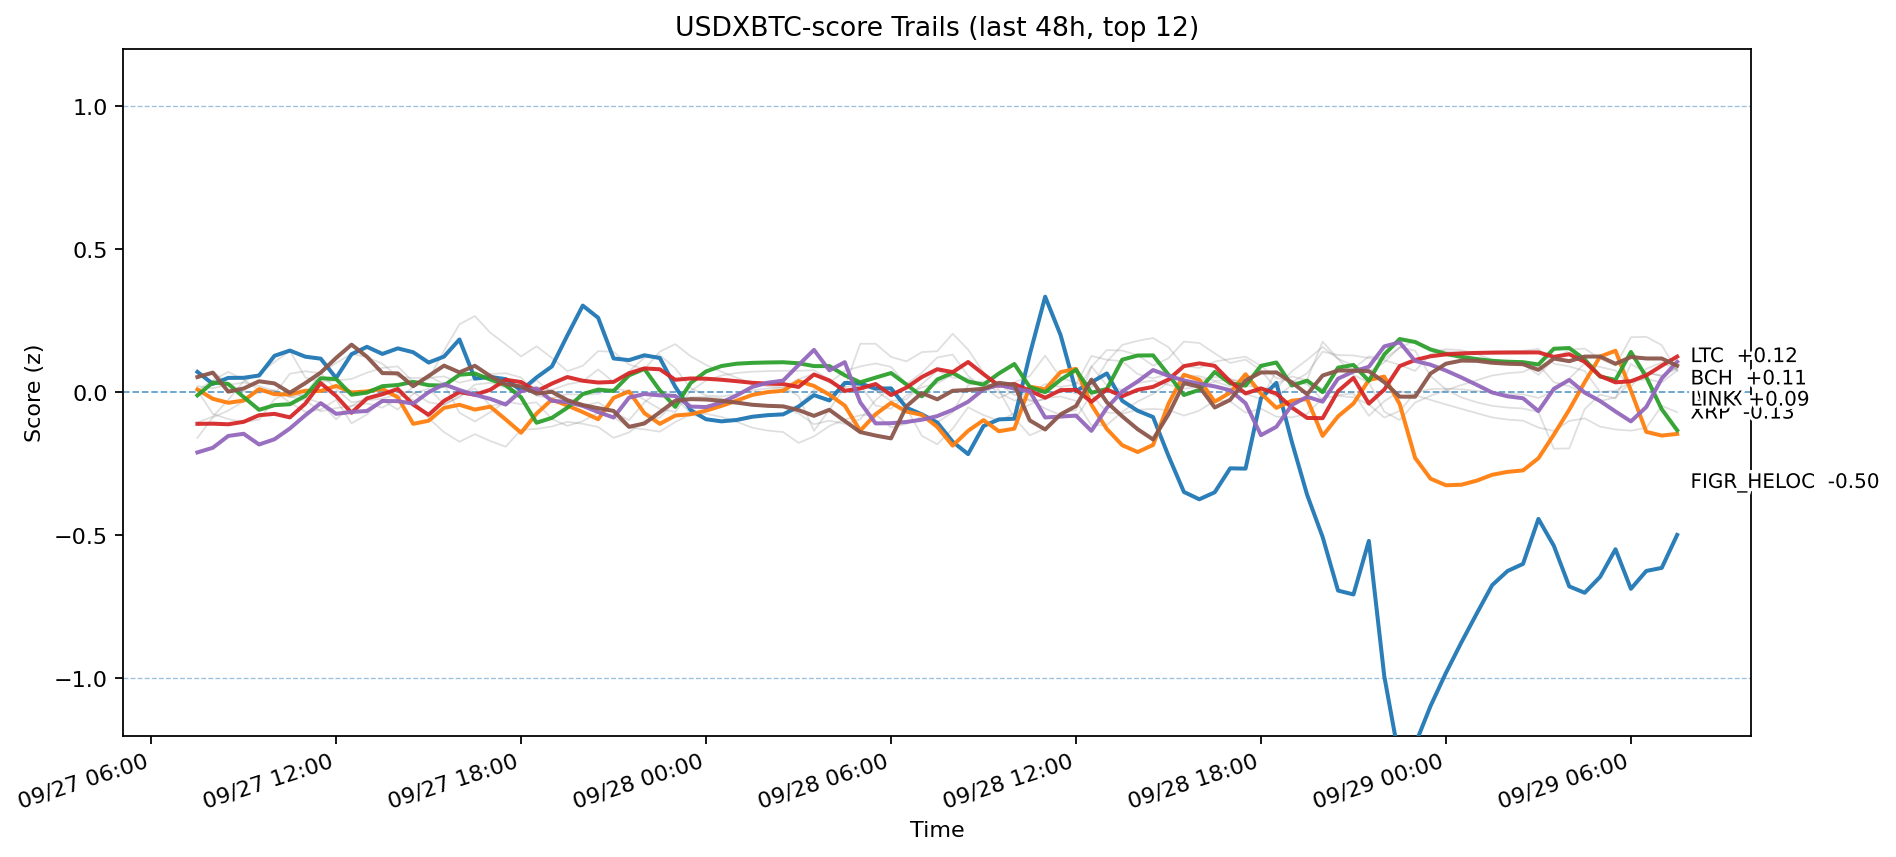 USDXBTC-score Trails (last 48h, top 12)
Score (z)
1.0
0.5
0.0
−0.5
−1.0
LTC +0.12
BCH +0.11
LINK +0.09
XRP -0.13
FIGR_HELOC -0.50
09/27 06:00
09/27 12:00
09/27 18:00
09/28 00:00
09/28 06:00
09/28 12:00
09/28 18:00
09/29 00:00
09/29 06:00
Time